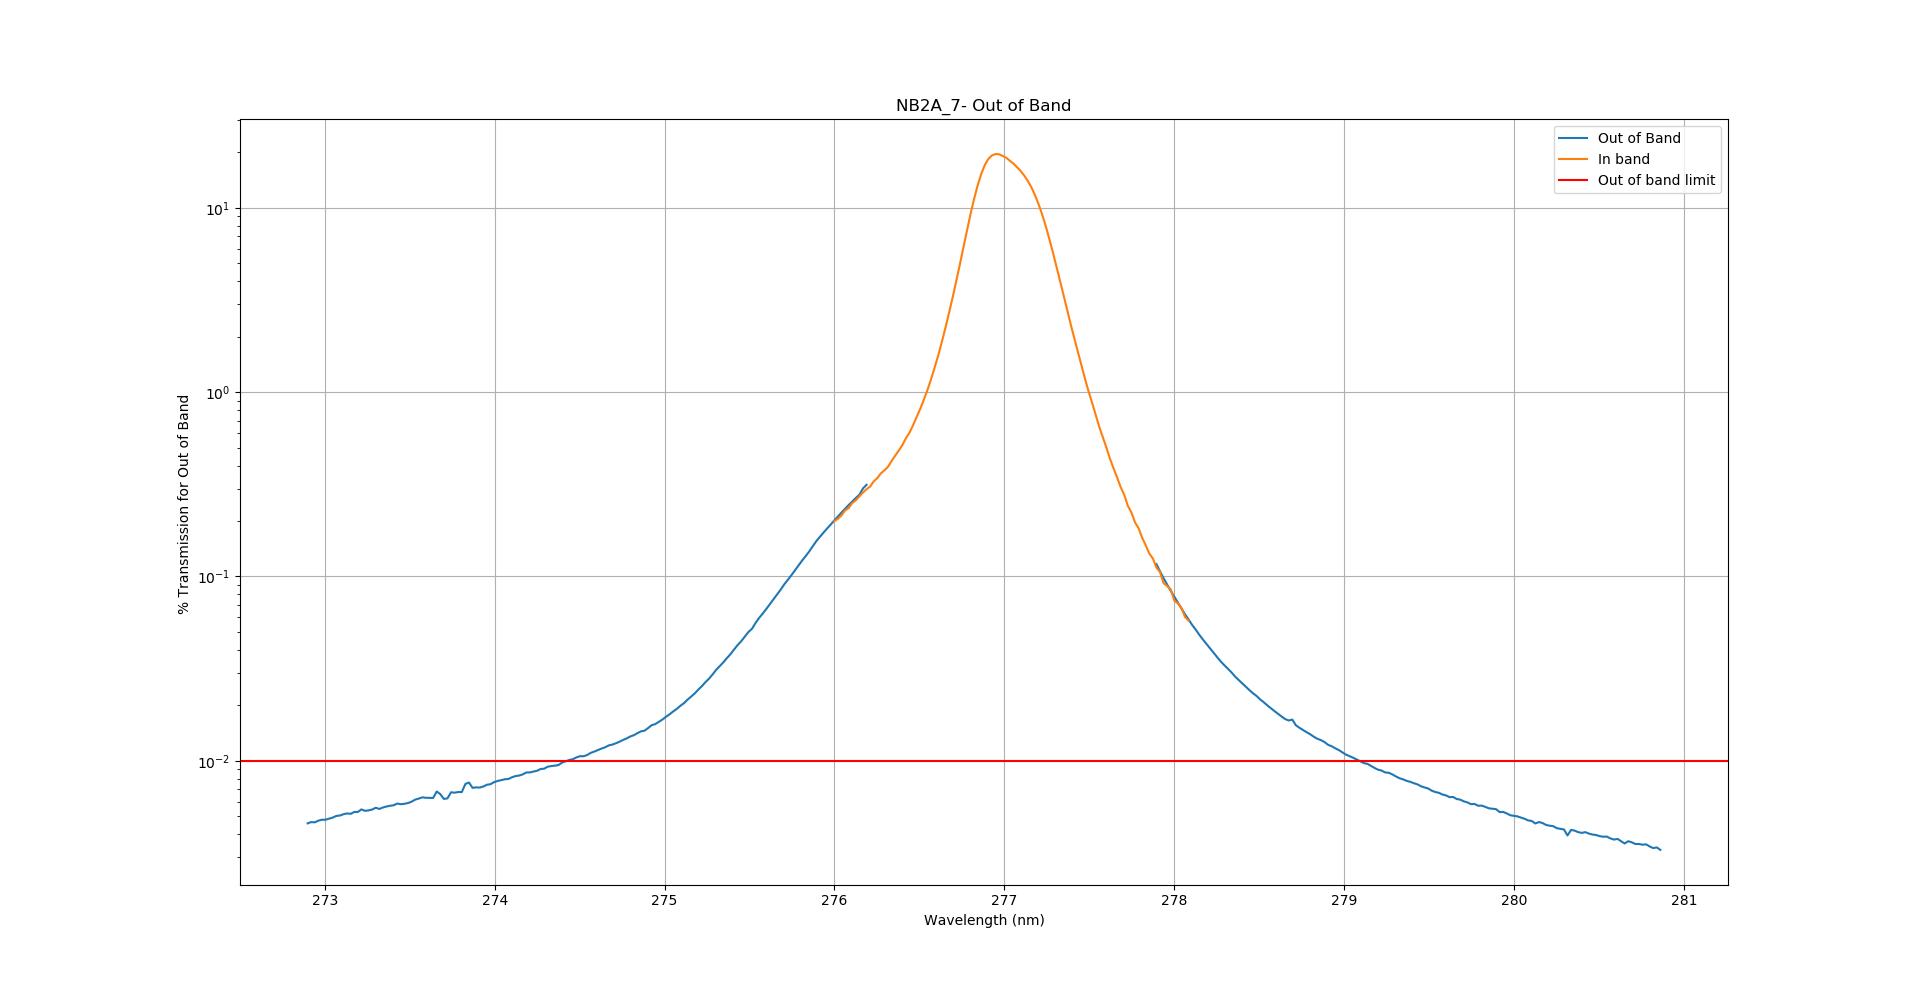 NB2A_7- Out of Band
Out of Band
In band
Out of band limit
% Transmission for Out of Band
10¹
10⁰
10⁻¹
10⁻²
273 274 275 276 277 278 279 280 281
Wavelength (nm)